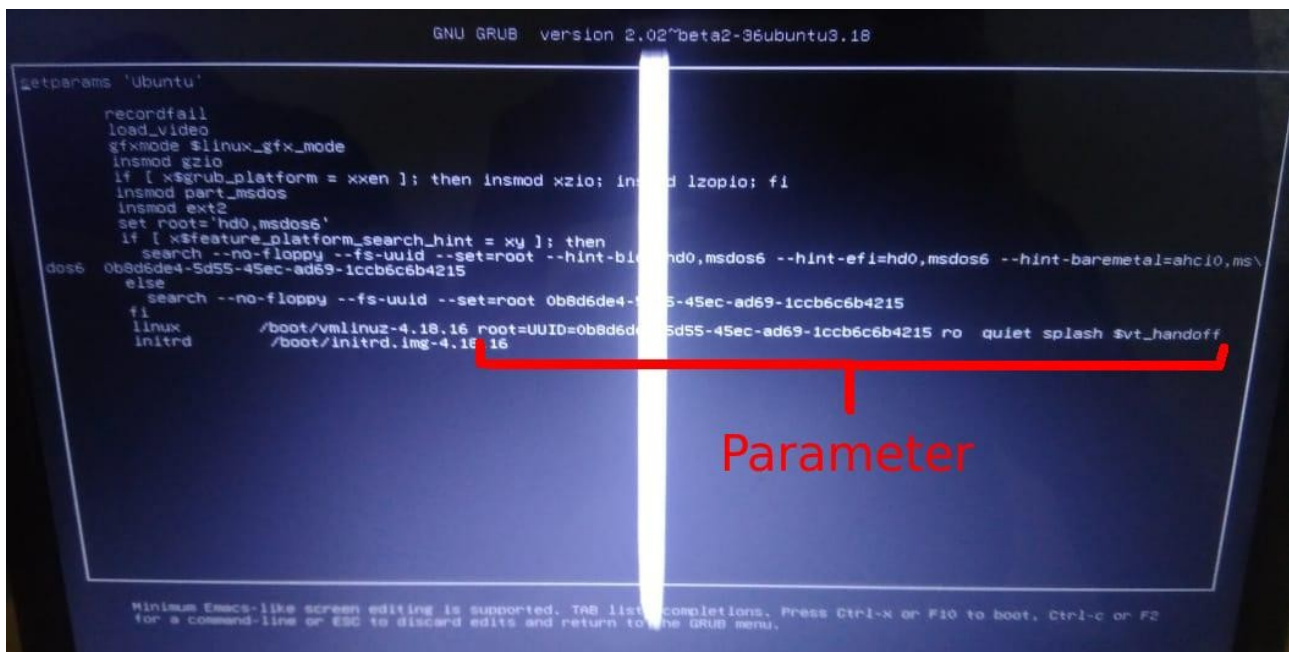 GNU GRUB version 2.02~beta2-36ubuntu3.18
setparams 'Ubuntu'
recordfail
load_video
gfxmode $linux_gfx_mode
insmod gzio
if [ x$grub_platform = xxen ]; then insmod xzio; in d lzopio; fi
insmod part_msdos
insmod ext2
set root='hd0,msdos6'
if [ x$feature_platform_search_hint = xy ]; then
search --no-floppy --fs-uuid --set=root hd0,msdos6 --hint-efi=hd0,msdos6 --hint-baremetal=ahci0,ms\
dos6 0b8d6de4-5d55-45ec-ad69-1ccb6c6b4215
else
search --no-floppy --fs-uuid --set=root 0b8d6de4-5 5-45ec-ad69-1ccb6c6b4215
fi
linux /boot/vmlinuz-4.18.16 root=UUID=0b8d6de 5d55-45ec-ad69-1ccb6c6b4215 ro quiet splash $vt_handoff
initrd /boot/initrd.img-4.18.16
Parameter
Minimum Emacs-like screen editing is supported. TAB lists completions. Press Ctrl-x or F10 to boot, Ctrl-c or F2
for a command-line or ESC to discard edits and return to the GRUB menu.